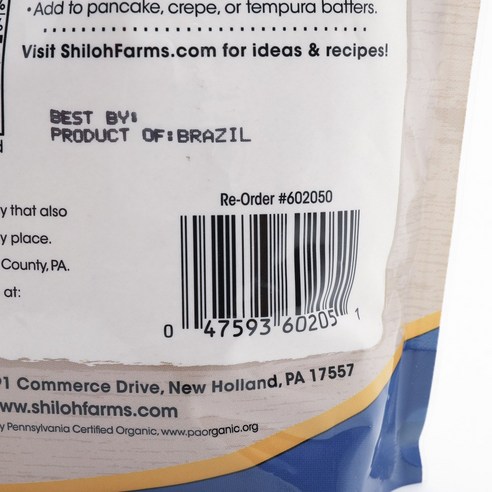 •Add to pancake, crepe, or tempura batters.
Visit ShilohFarms.com for ideas & recipes!
BEST BY:
PRODUCT OF:BRAZIL
Re-Order #602050
y that also
y place.
County, PA.
at:
0 47593 60205 1
1 Commerce Drive, New Holland, PA 17557
ww.shilohfarms.com
y Pennsylvania Certified Organic, www.paorganic.org